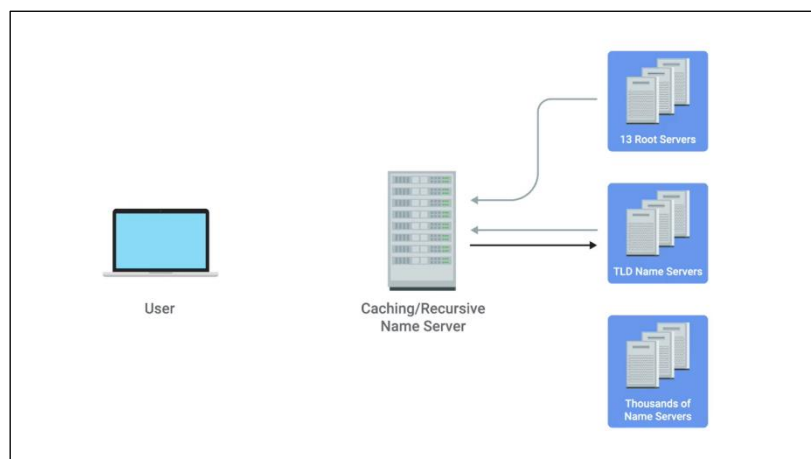 13 Root Servers
TLD Name Servers
User
Caching/Recursive
Name Server
Thousands of
Name Servers